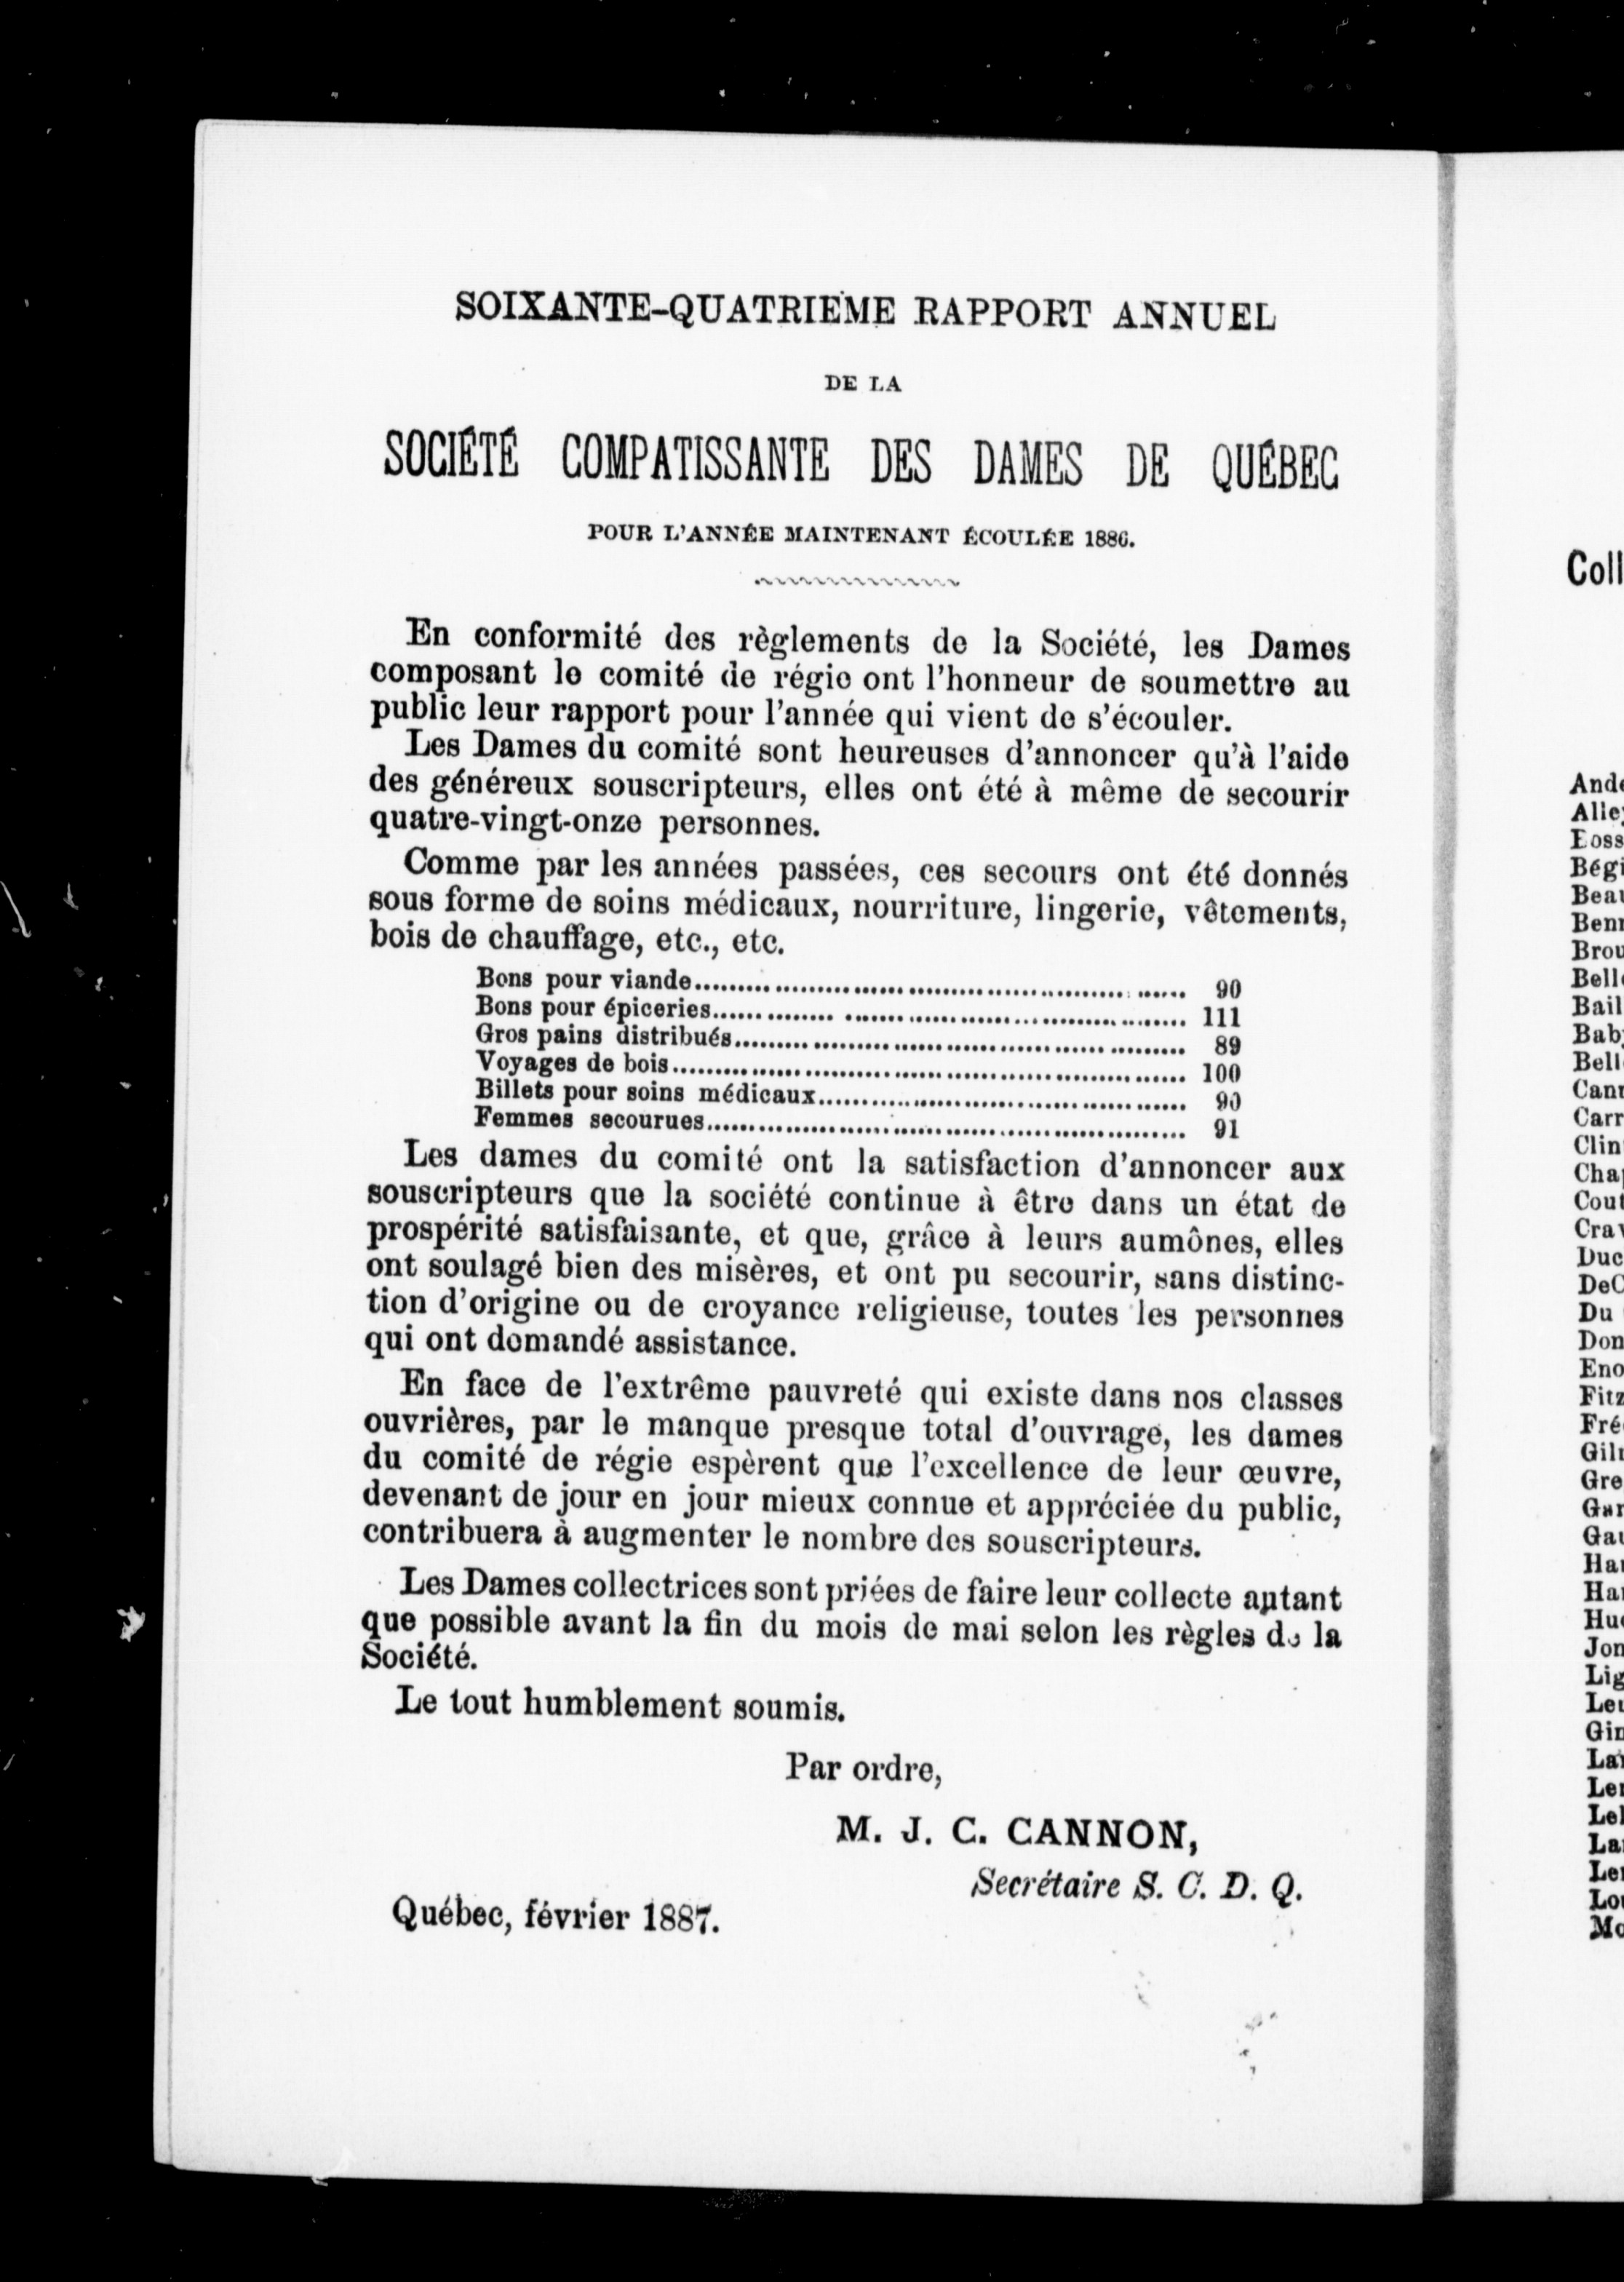 SOIXANTE-QUATRIÈME RAPPORT ANNUEL
DE LA
SOCIÉTÉ COMPATISSANTE DES DAMES DE QUÉBEC
POUR L'ANNÉE MAINTENANT ÉCOULÉE 1886.
En conformité des règlements de la Société, les Dames
composant le comité de régie ont l'honneur de soumettre au
public leur rapport pour l'année qui vient de s'écouler.
Les Dames du comité sont heureuses d'annoncer qu'à l'aide
des généreux souscripteurs, elles ont été à même de secourir
quatre-vingt-onze personnes.
Comme par les années passées, ces secours ont été donnés
sous forme de soins médicaux, nourriture, lingerie, vêtements,
bois de chauffage, etc., etc.
Bons pour viande........ 90
Bons pour épiceries........ 111
Gros pains distribués........ 89
Voyages de bois........ 100
Billets pour soins médicaux........ 90
Femmes secourues........ 91
Les dames du comité ont la satisfaction d'annoncer aux
souscripteurs que la société continue à être dans un état de
prospérité satisfaisante, et que, grâce à leurs aumônes, elles
ont soulagé bien des misères, et ont pu secourir, sans distinc-
tion d'origine ou de croyance religieuse, toutes les personnes
qui ont demandé assistance.
En face de l'extrême pauvreté qui existe dans nos classes
ouvrières, par le manque presque total d'ouvrage, les dames
du comité de régie espèrent que l'excellence de leur œuvre,
devenant de jour en jour mieux connue et appréciée du public,
contribuera à augmenter le nombre des souscripteurs.
Les Dames collectrices sont priées de faire leur collecte autant
que possible avant la fin du mois de mai selon les règles de la
Société.
Le tout humblement soumis.
Par ordre,
M. J. C. CANNON,
Secrétaire S. C. D. Q.
Québec, février 1887.